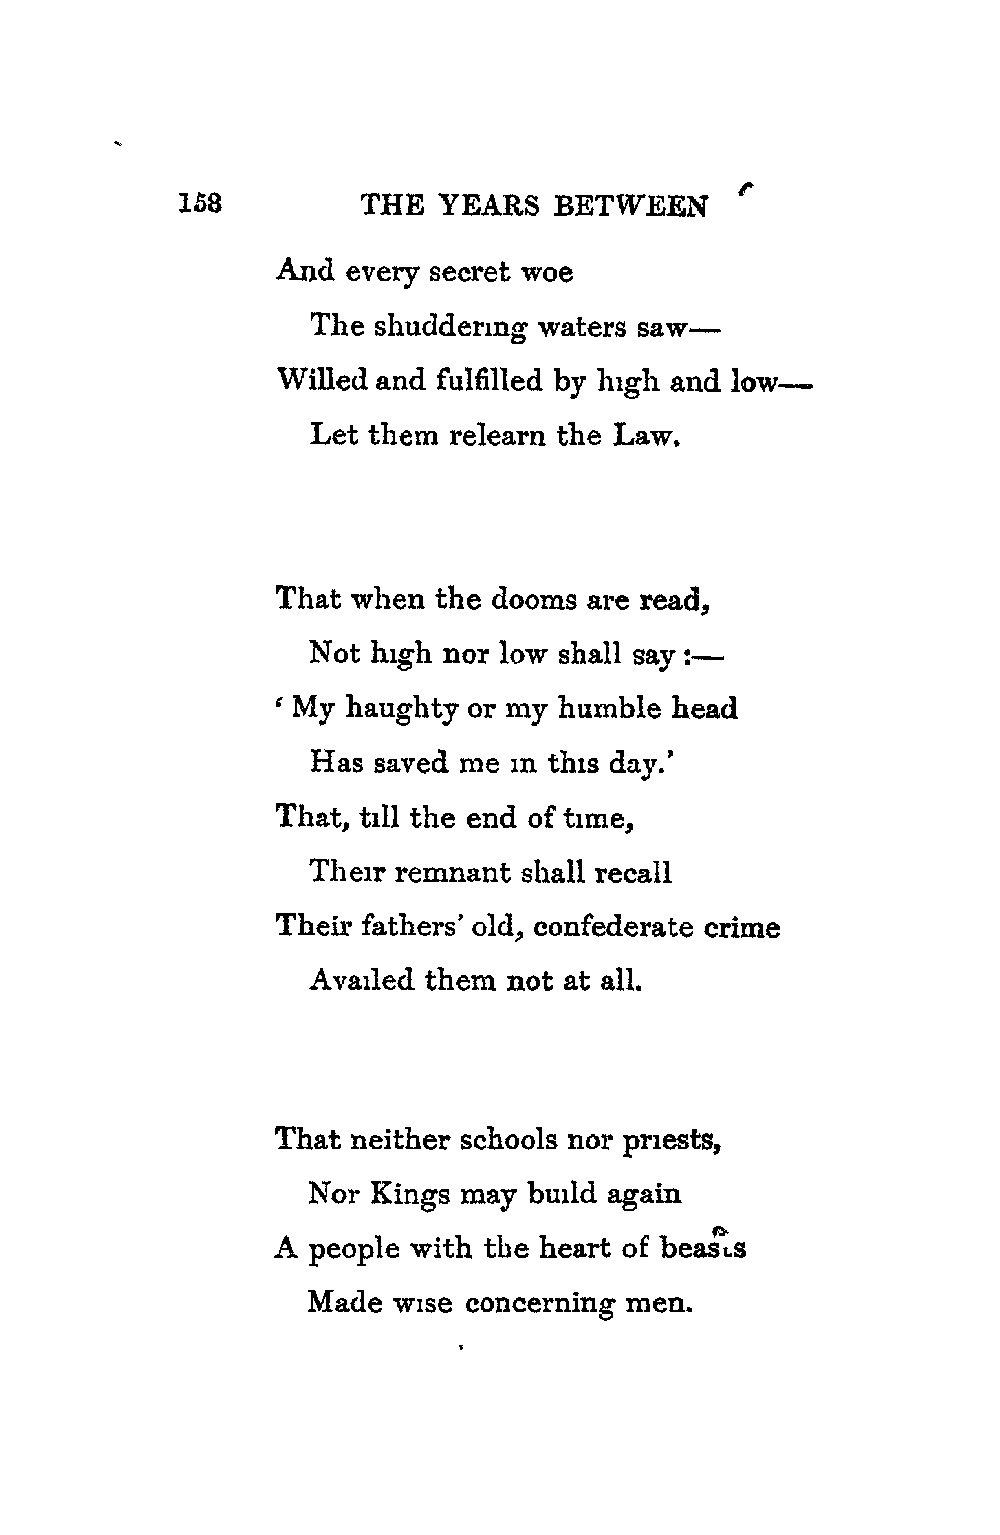 158 THE YEARS BETWEEN
And every secret woe
The shuddering waters saw—
Willed and fulfilled by high and low—
Let them relearn the Law.
That when the dooms are read,
Not high nor low shall say :—
‘ My haughty or my humble head
Has saved me in this day.’
That, till the end of time,
Their remnant shall recall
Their fathers’ old, confederate crime
Availed them not at all.
That neither schools nor priests,
Nor Kings may build again
A people with the heart of beasts
Made wise concerning men.